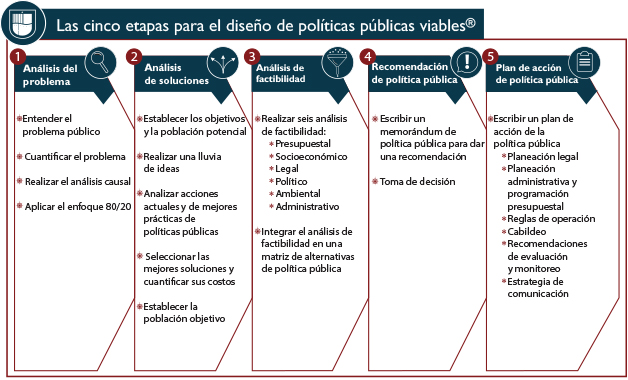 Las cinco etapas para el diseño de políticas públicas viables®
1
Análisis del
problema
Entender el
problema público
Cuantificar el problema
Realizar el análisis causal
Aplicar el enfoque 80/20
2
Análisis
de soluciones
Establecer los objetivos
y la población potencial
Realizar una lluvia
de ideas
Analizar acciones
actuales y de mejores
prácticas de
políticas públicas
Seleccionar las
mejores soluciones y
cuantificar sus costos
Establecer la
población objetivo
3
Análisis de
factibilidad
Realizar seis análisis
de factibilidad:
* Presupuestal
* Socioeconómico
* Legal
* Político
* Ambiental
* Administrativo
Integrar el análisis de
factibilidad en una
matriz de alternativas
de política pública
4
Recomendación
de política pública
Escribir un
memorándum de
política pública para dar
una recomendación
Toma de decisión
5
Plan de acción
de política pública
Escribir un plan de
acción de la
política pública
* Planeación legal
* Planeación
administrativa y
programación
presupuestal
* Reglas de operación
* Cabildeo
* Recomendaciones
de evaluación
y monitoreo
* Estrategia de
comunicación